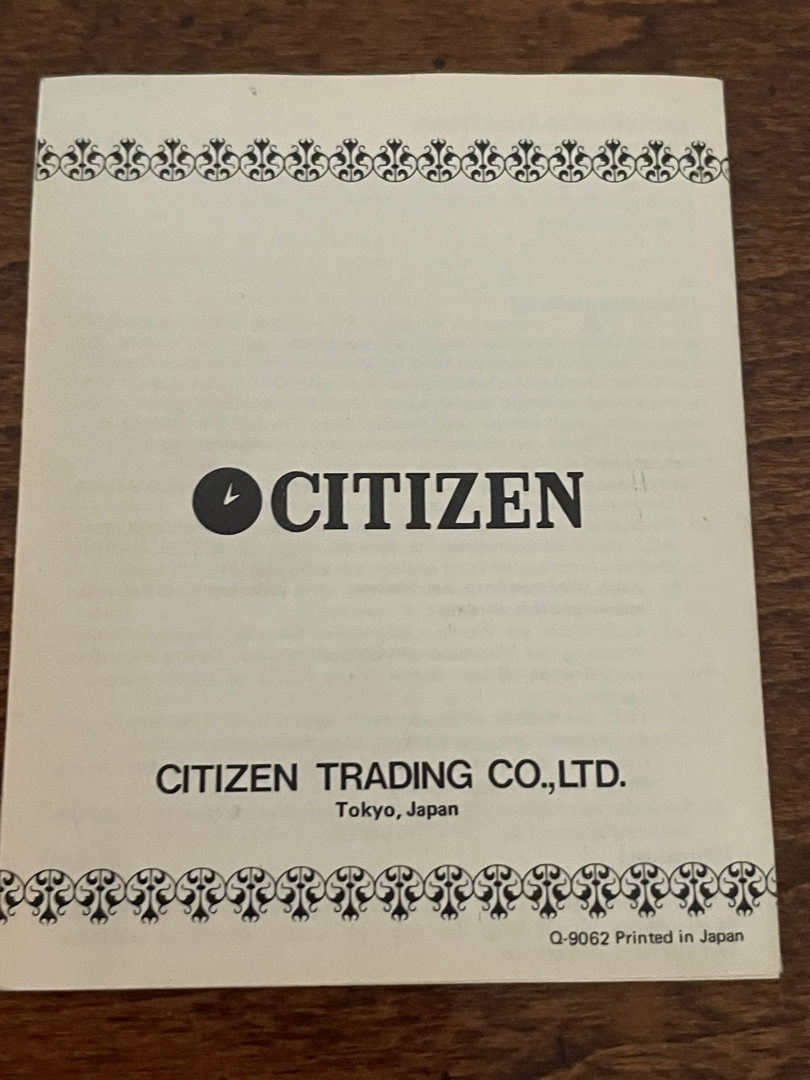 CITIZEN
CITIZEN TRADING CO.,LTD.
Tokyo, Japan
Q-9062 Printed in Japan